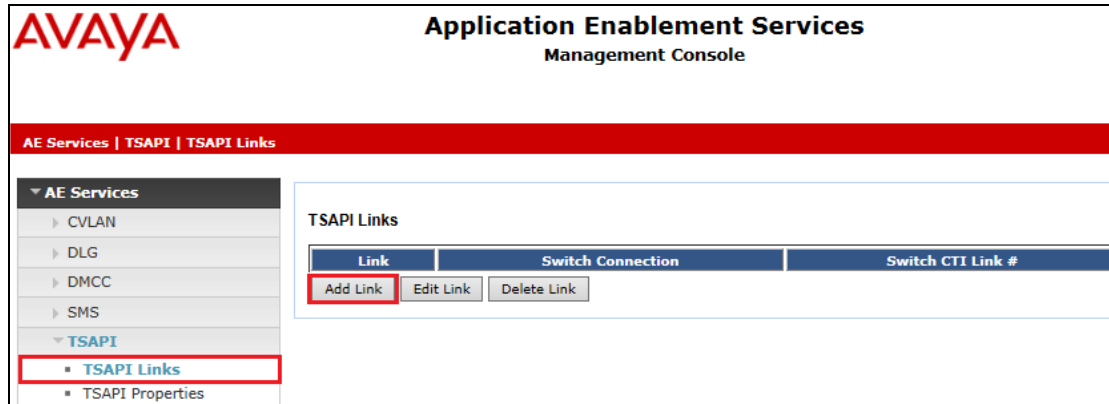 AVAYA
Application Enablement Services
Management Console
AE Services | TSAPI | TSAPI Links
AE Services
CVLAN
DLG
DMCC
SMS
TSAPI
TSAPI Links
TSAPI Properties
TSAPI Links
Link Switch Connection Switch CTI Link #
Add Link Edit Link Delete Link